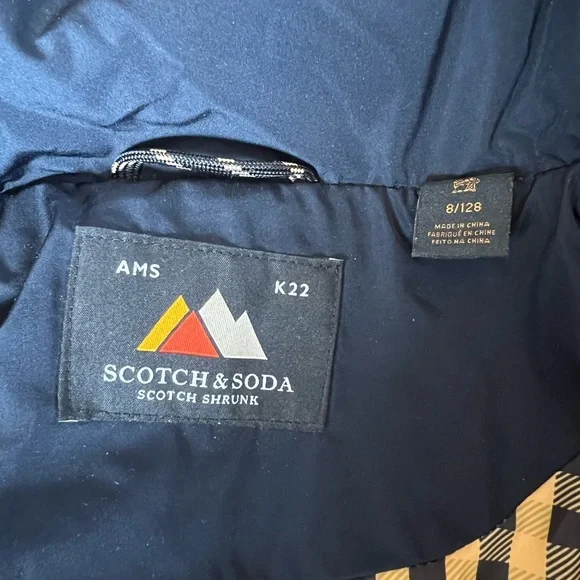 AMS
K22
SCOTCH & SODA
SCOTCH SHRUNK
8/128
MADE IN CHINA
FABRIQUÉ EN CHINE
FEITO NA CHINA